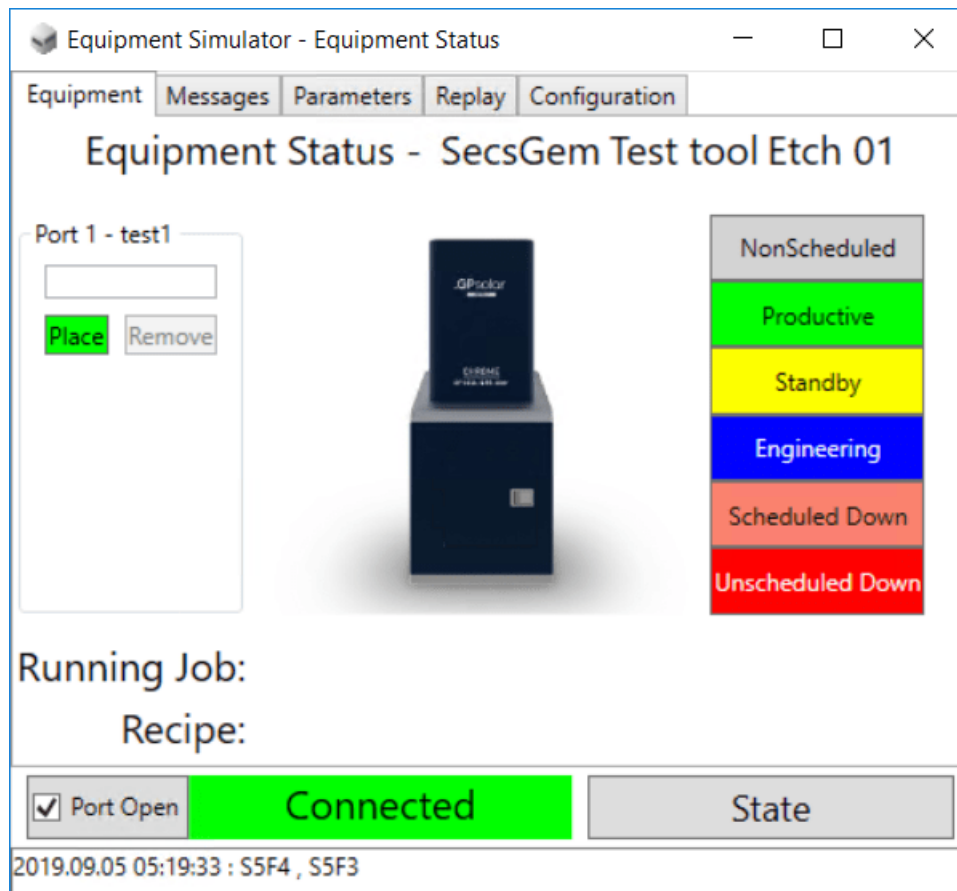 Equipment Simulator - Equipment Status
Equipment Messages Parameters Replay Configuration
Equipment Status - SecsGem Test tool Etch 01
Port 1 - test1
Place Remove
.GPsolar
NonScheduled
Productive
Standby
Engineering
Scheduled Down
Unscheduled Down
Running Job:
Recipe:
Port Open Connected State
2019.09.05 05:19:33 : S5F4 , S5F3